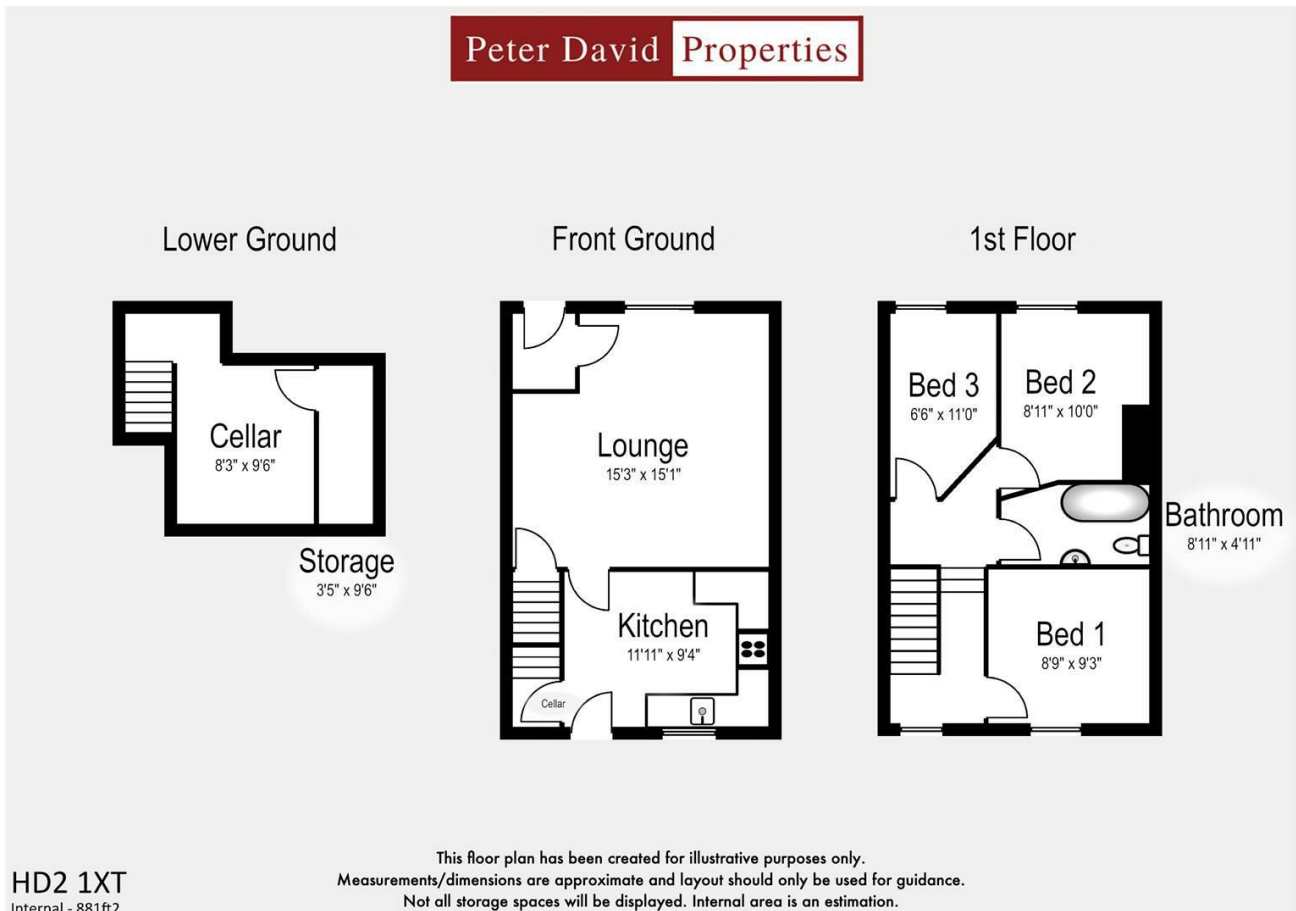 Peter David Properties
Lower Ground
Front Ground
1st Floor
Cellar
8'3" x 9'6"
Storage
3'5" x 9'6"
Lounge
15'3" x 15'1"
Kitchen
11'11" x 9'4"
Cellar
Bed 3
6'6" x 11'0"
Bed 2
8'11" x 10'0"
Bathroom
8'11" x 4'11"
Bed 1
8'9" x 9'3"
HD2 1XT
Internal - 881ft2
This floor plan has been created for illustrative purposes only.
Measurements/dimensions are approximate and layout should only be used for guidance.
Not all storage spaces will be displayed. Internal area is an estimation.